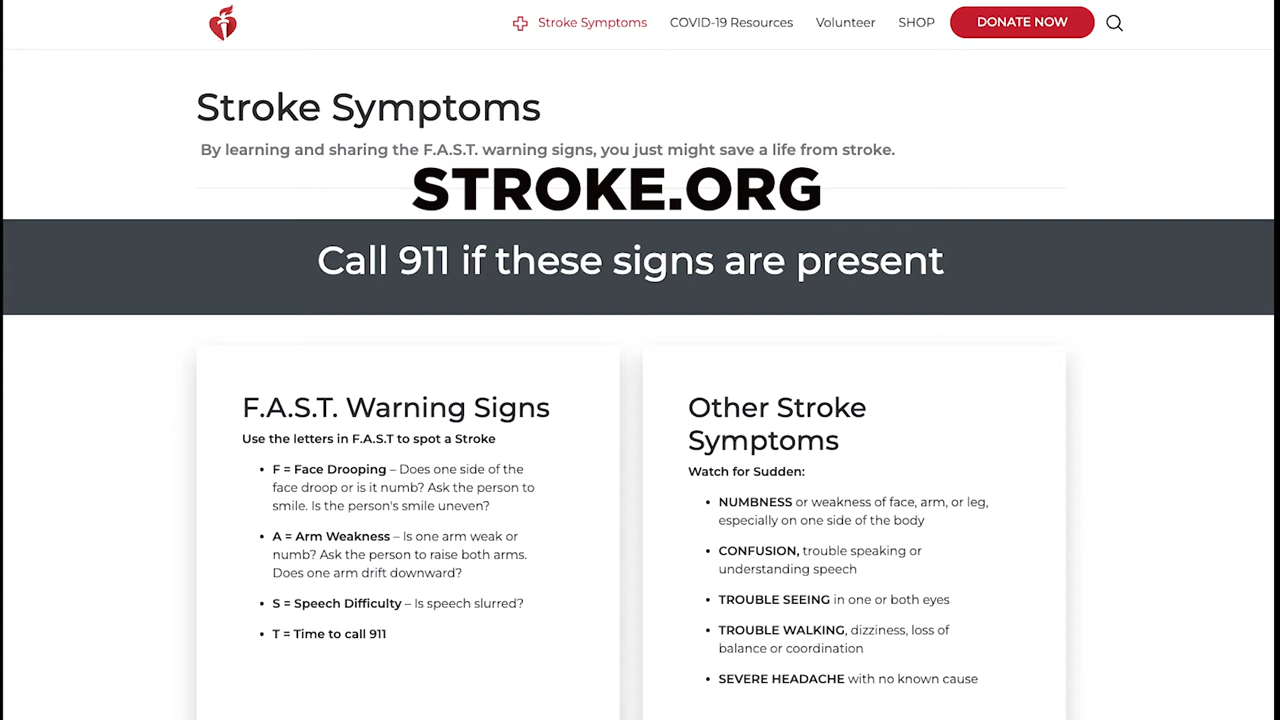 Stroke Symptoms
COVID-19 Resources
Volunteer
SHOP
DONATE NOW
Stroke Symptoms
By learning and sharing the F.A.S.T. warning signs, you just might save a life from stroke.
STROKE.ORG
Call 911 if these signs are present
F.A.S.T. Warning Signs
Use the letters in F.A.S.T to spot a Stroke
• F = Face Drooping – Does one side of the
face droop or is it numb? Ask the person to
smile. Is the person's smile uneven?
• A = Arm Weakness – Is one arm weak or
numb? Ask the person to raise both arms.
Does one arm drift downward?
• S = Speech Difficulty – Is speech slurred?
• T = Time to call 911
Other Stroke
Symptoms
Watch for Sudden:
• NUMBNESS or weakness of face, arm, or leg,
especially on one side of the body
• CONFUSION, trouble speaking or
understanding speech
• TROUBLE SEEING in one or both eyes
• TROUBLE WALKING, dizziness, loss of
balance or coordination
• SEVERE HEADACHE with no known cause